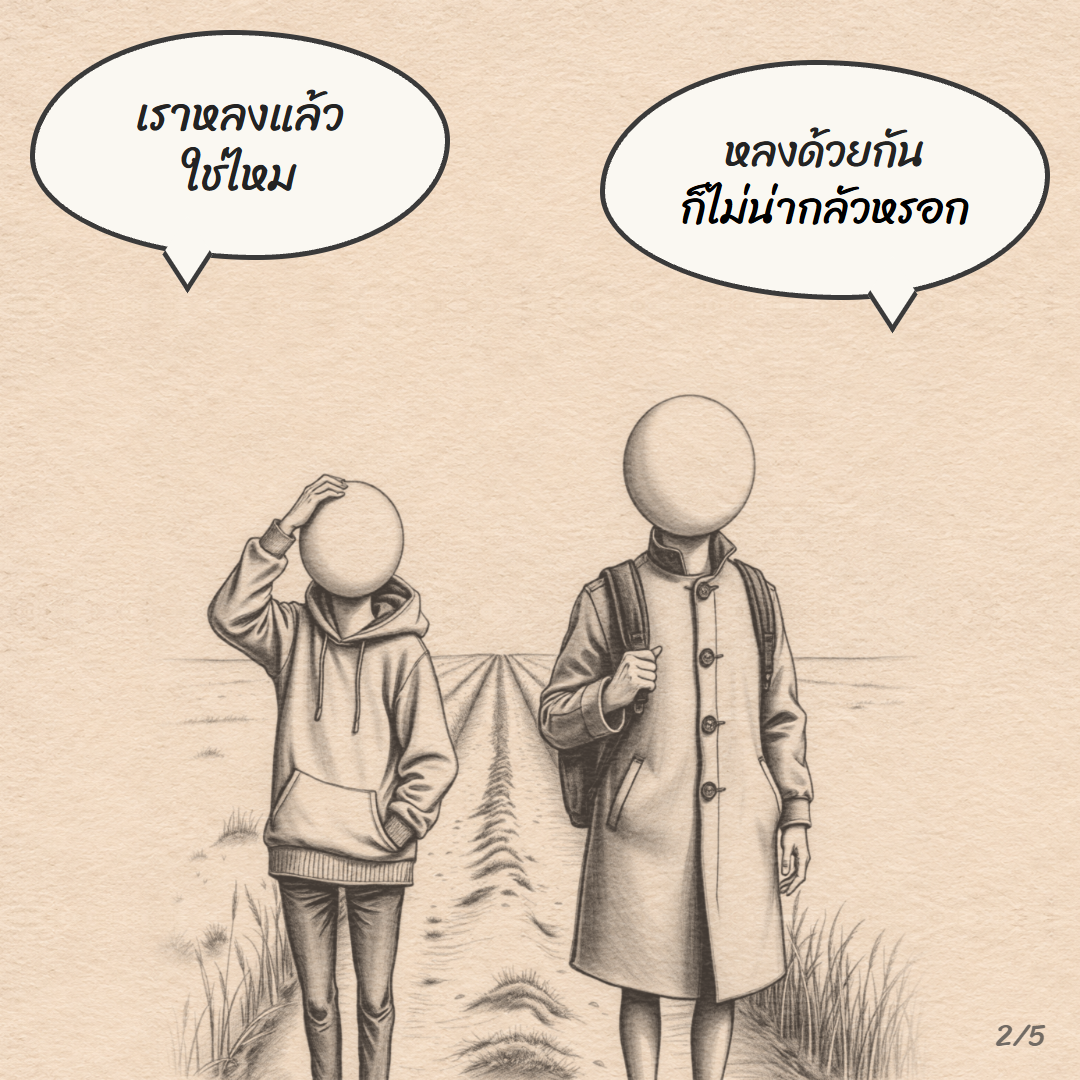 เราหลงแล้ว
ใช่ไหม
หลงด้วยกัน
ก็ไม่น่ากลัวหรอก
2/5